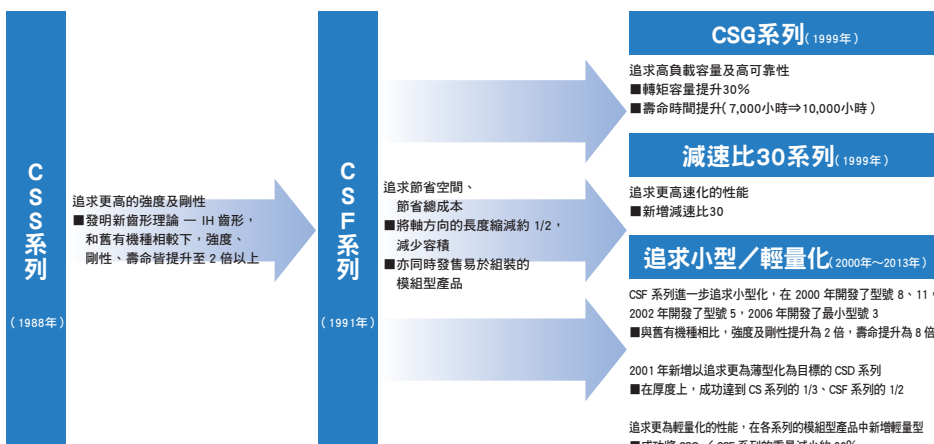 CSS系列
（1988年）
追求更高的強度及剛性
■發明新齒形理論 — IH 齒形，
和舊有機種相較下，強度、
剛性、壽命皆提升至 2 倍以上
CSF系列
（1991年）
追求節省空間、
節省總成本
■將軸方向的長度縮減約 1/2，
減少容積
■亦同時發售易於組裝的
模組型產品
CSG系列（1999年）
追求高負載容量及高可靠性
■轉矩容量提升30%
■壽命時間提升（7,000小時⇒10,000小時）
減速比30系列（1999年）
追求更高速化的性能
■新增減速比30
追求小型／輕量化（2000年～2013年）
CSF 系列進一步追求小型化，在 2000 年開發了型號 8、11，
2002 年開發了型號 5，2006 年開發了最小型號 3
■與舊有機種相比，強度及剛性提升為 2 倍，壽命提升為 8 倍
2001 年新增以追求更為薄型化為目標的 CSD 系列
■在厚度上，成功達到 CS 系列的 1/3、CSF 系列的 1/2
追求更為輕量化的性能，在各系列的模組型產品中新增輕量型